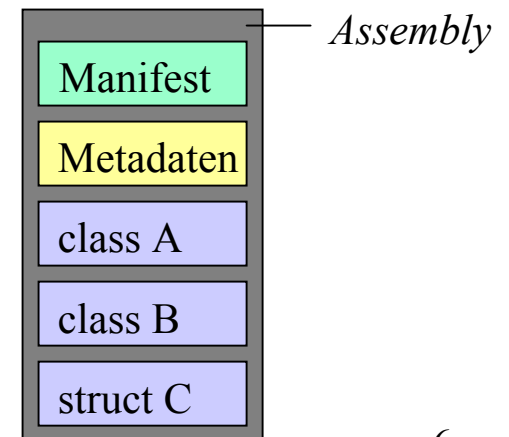 Assembly
Manifest
Metadaten
class A
class B
struct C